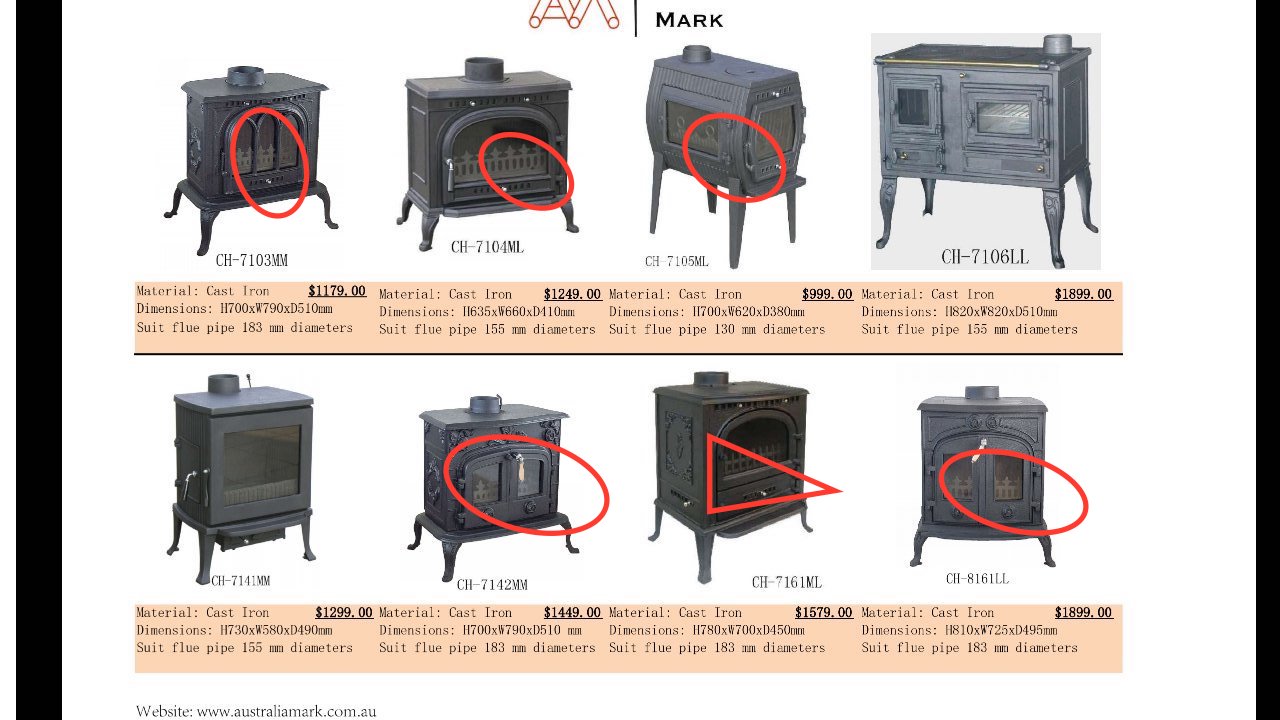 MARK
CH-7103MM
CH-7104ML
CH-7105ML
CH-7106LL
Material: Cast Iron $1179.00
Dimensions: H700xW790xD510mm
Suit flue pipe 183 mm diameters
Material: Cast Iron $1249.00
Dimensions: H635xW660xD410mm
Suit flue pipe 155 mm diameters
Material: Cast Iron $999.00
Dimensions: H700xW620xD380mm
Suit flue pipe 130 mm diameters
Material: Cast Iron $1899.00
Dimensions: H820xW820xD510mm
Suit flue pipe 155 mm diameters
CH-7141MM
CH-7142MM
CH-7161ML
CH-8161LL
Material: Cast Iron $1299.00
Dimensions: H730xW580xD490mm
Suit flue pipe 155 mm diameters
Material: Cast Iron $1449.00
Dimensions: H700xW790xD510 mm
Suit flue pipe 183 mm diameters
Material: Cast Iron $1579.00
Dimensions: H780xW700xD450mm
Suit flue pipe 183 mm diameters
Material: Cast Iron $1899.00
Dimensions: H810xW725xD495mm
Suit flue pipe 183 mm diameters
Website: www.australiamark.com.au